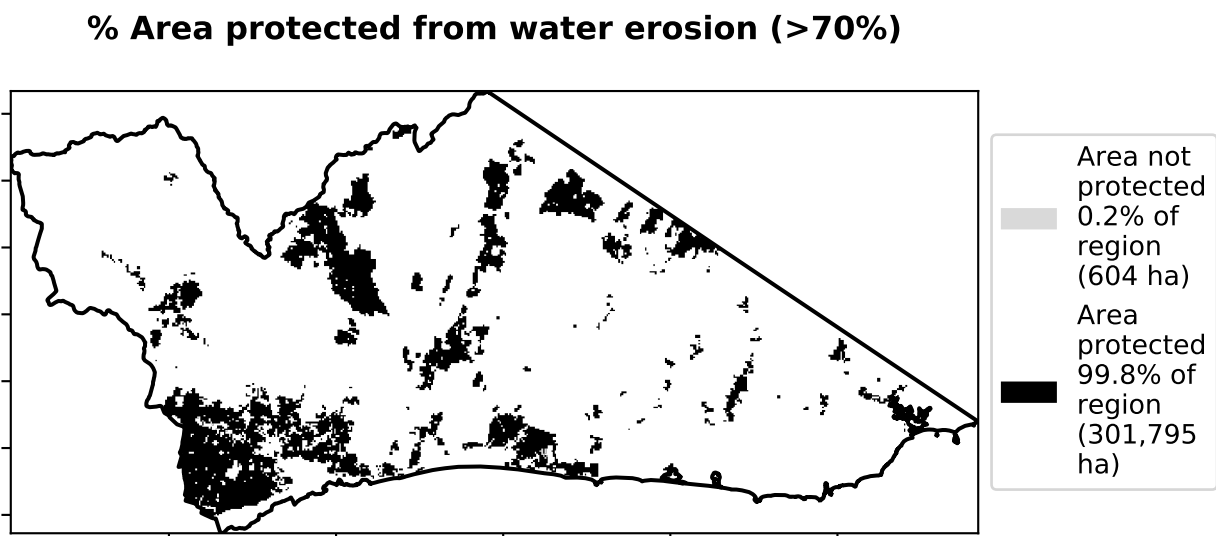 % Area protected from water erosion (>70%)
Area not
protected
0.2% of
region
(604 ha)
Area
protected
99.8% of
region
(301,795
ha)